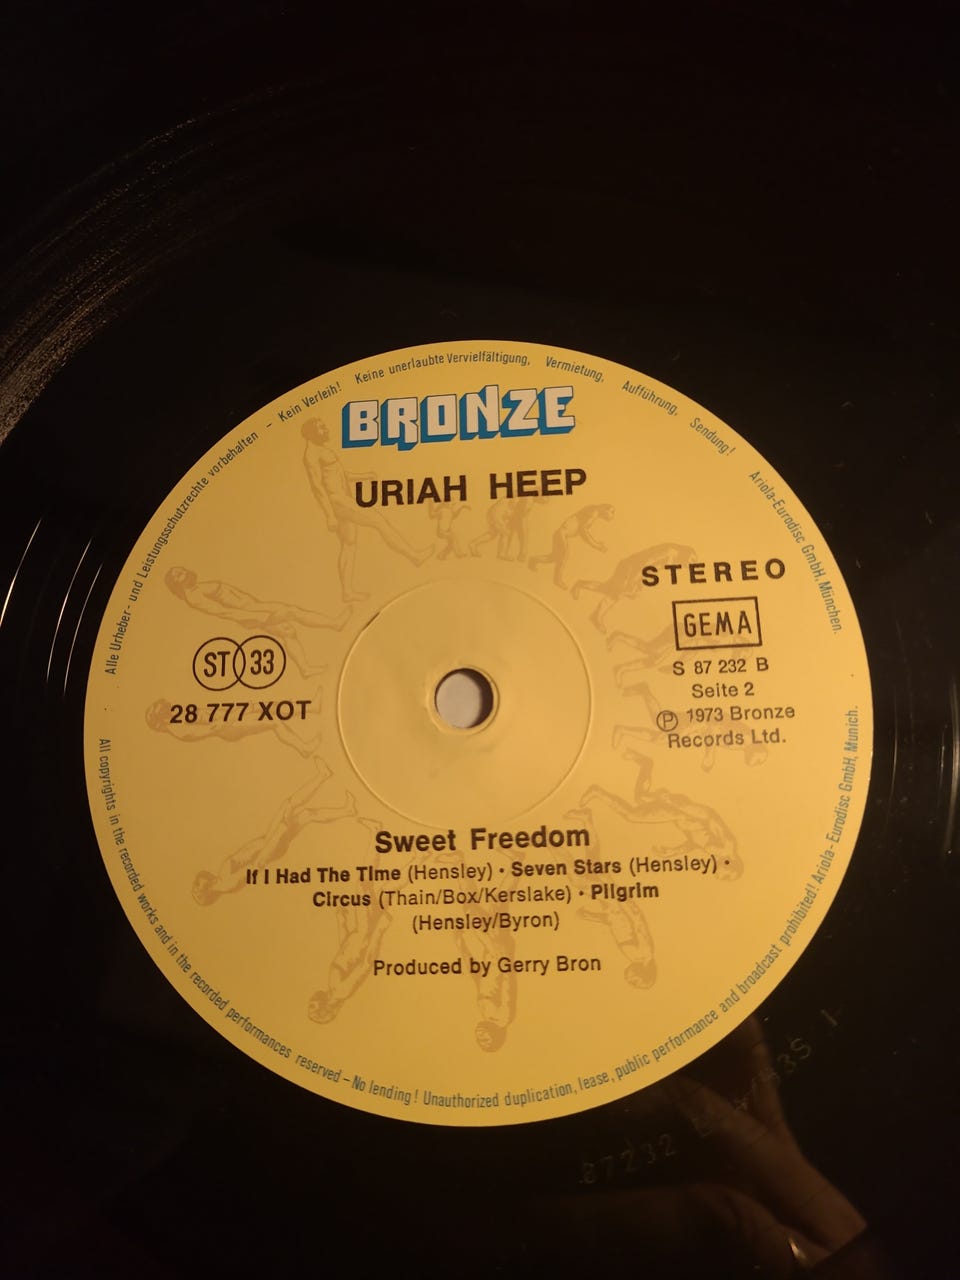 Alle Urheber- und Leistungsschutzrechte vorbehalten – Kein Verleih! Keine unerlaubte Vervielfältigung, Vermietung, Aufführung, Sendung! Ariola-Eurodisc GmbH, München.
BRONZE
URIAH HEEP
STEREO
GEMA
S 87 232 B
Seite 2
℗ 1973 Bronze
Records Ltd.
ST 33
28 777 XOT
Sweet Freedom
If I Had The Time (Hensley) • Seven Stars (Hensley) •
Circus (Thain/Box/Kerslake) • Pilgrim
(Hensley/Byron)
Produced by Gerry Bron
All copyrights in the recorded works and in the recorded performances reserved – No lending! Unauthorized duplication, lease, public performance and broadcast prohibited! Ariola-Eurodisc GmbH, Munich.
87232